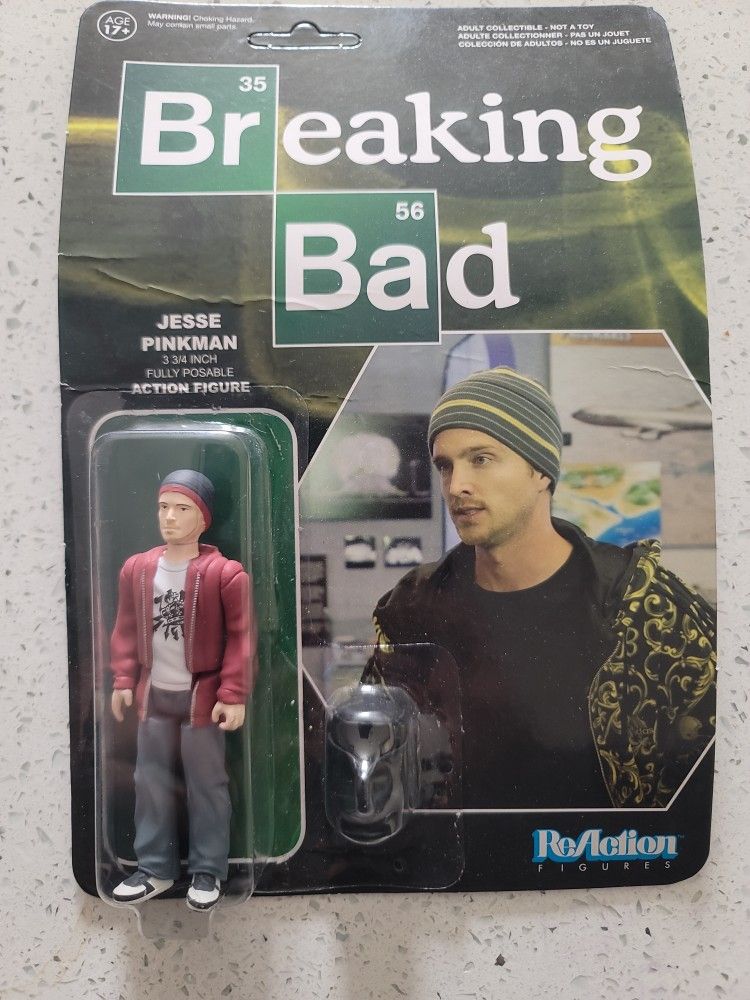 AGE
17+
WARNING! Choking Hazard.
May contain small parts.
ADULT COLLECTIBLE - NOT A TOY
ADULTE COLLECTIONNER - PAS UN JOUET
COLECCIÓN DE ADULTOS - NO ES UN JUGUETE
35
Breaking
56
Bad
JESSE
PINKMAN
3 3/4 INCH
FULLY POSABLE
ACTION FIGURE
ReAction
FIGURES